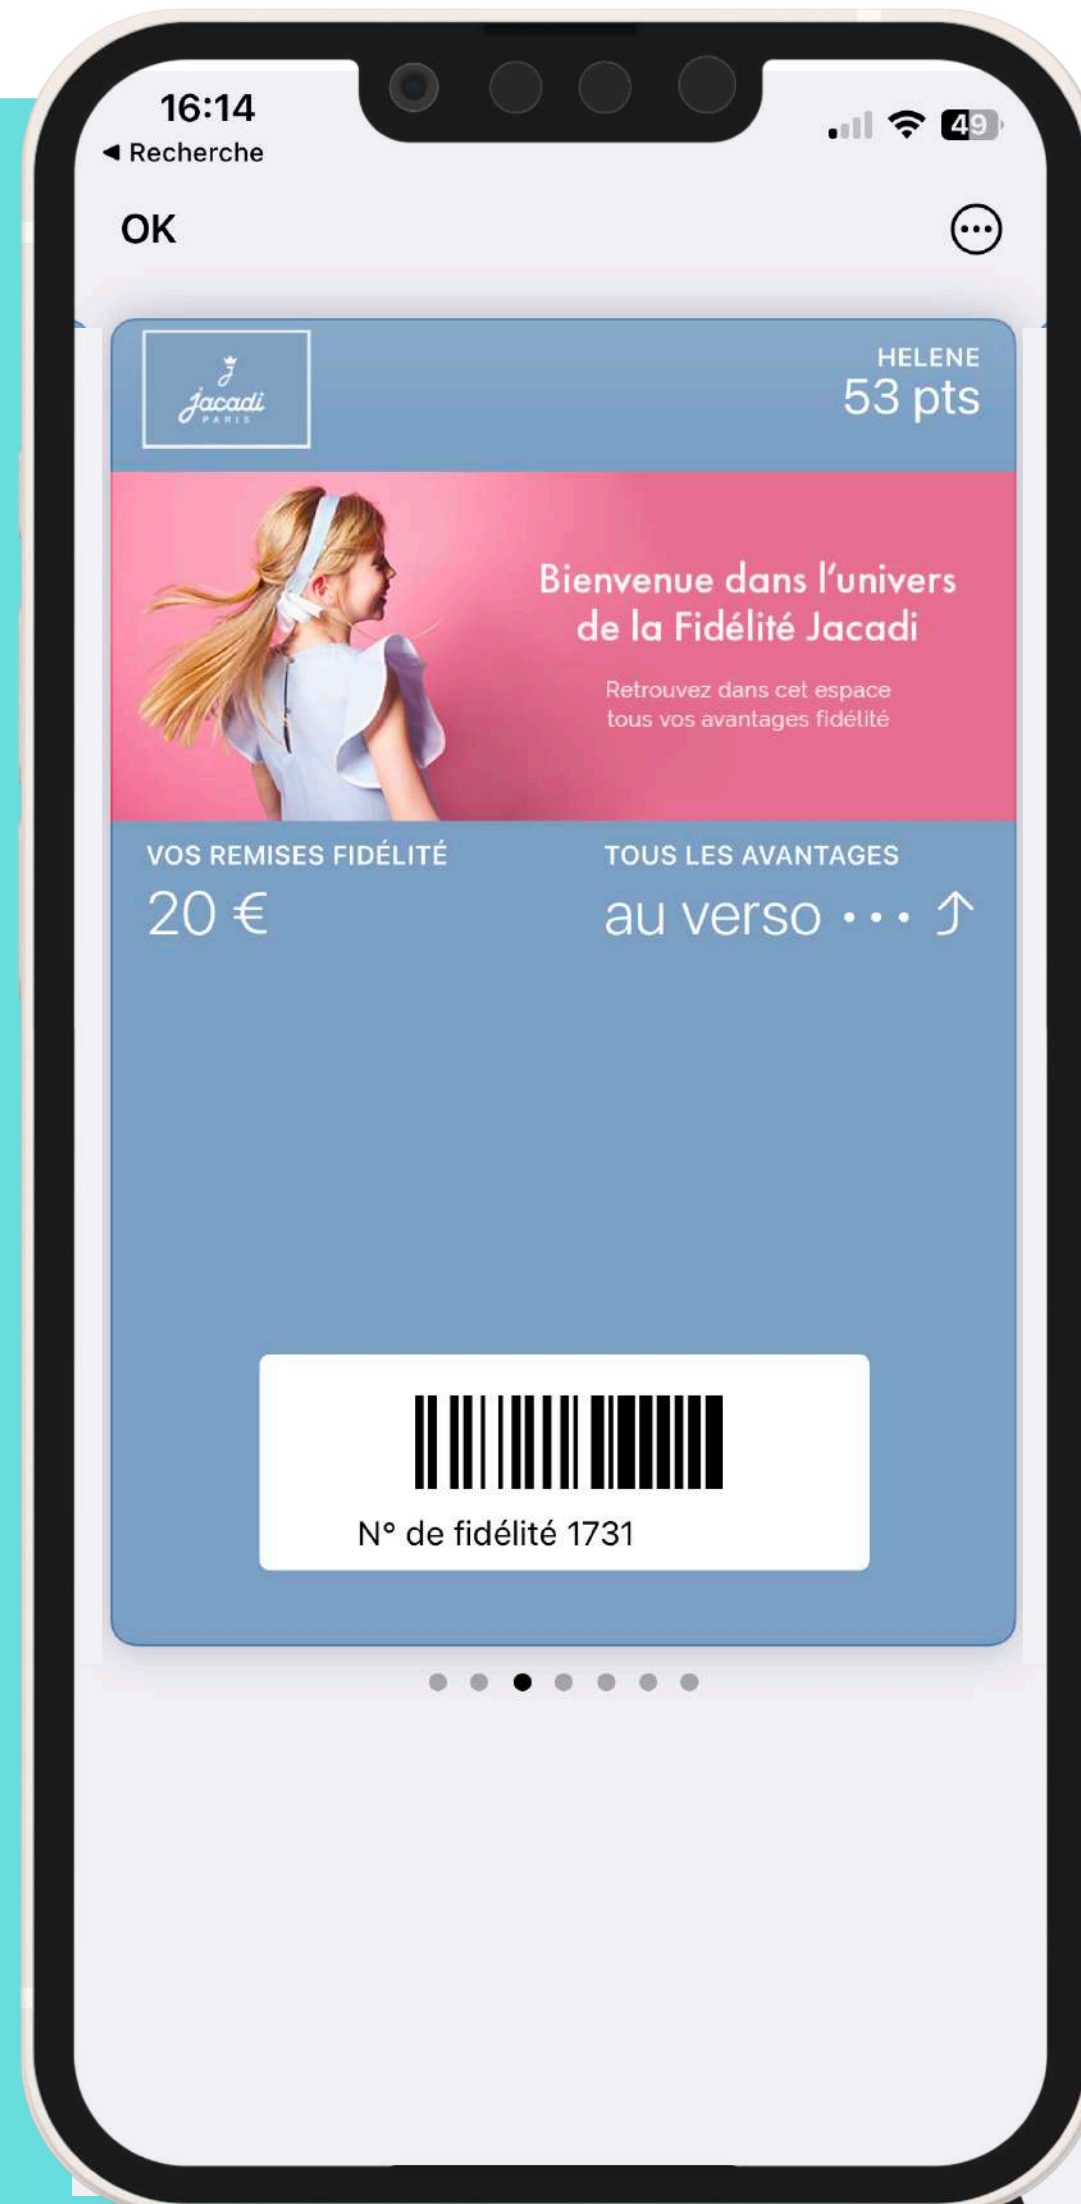 16:14
◀ Recherche
49
OK
jacadi
PARIS
HELENE
53 pts
Bienvenue dans l'univers
de la Fidélité Jacadi
Retrouvez dans cet espace
tous vos avantages fidélité
VOS REMISES FIDÉLITÉ
20 €
TOUS LES AVANTAGES
au verso ••• ⤴
N° de fidélité 1731